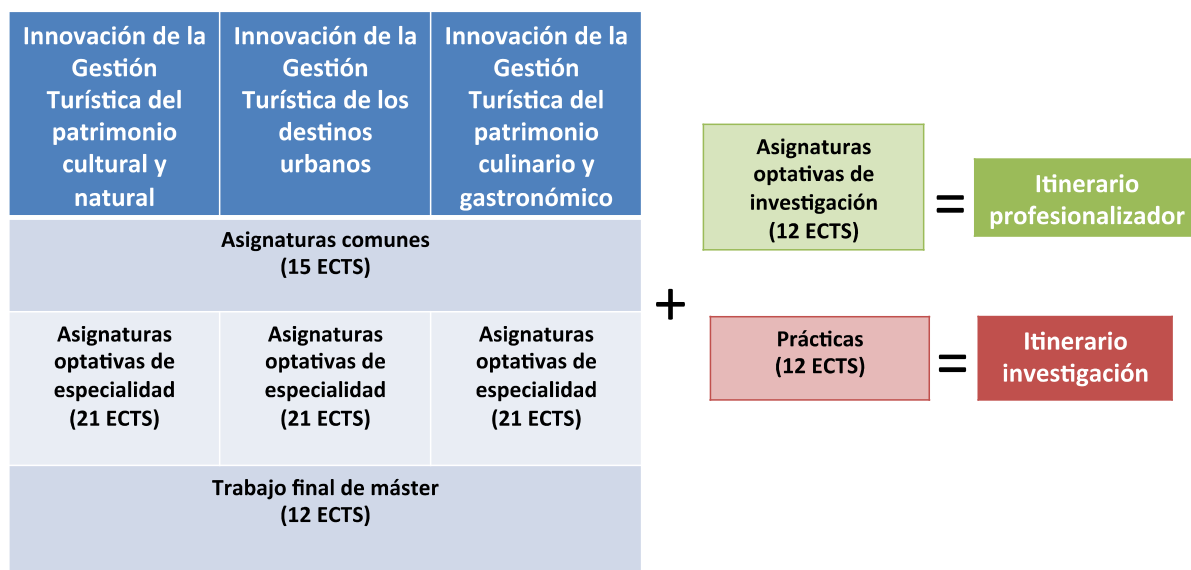 Innovación de la
Gestión
Turística del
patrimonio
cultural y
natural
Innovación de la
Gestión
Turística de los
destinos
urbanos
Innovación de la
Gestión
Turística del
patrimonio
culinario y
gastronómico
Asignaturas comunes
(15 ECTS)
Asignaturas
optativas de
especialidad
(21 ECTS)
Asignaturas
optativas de
especialidad
(21 ECTS)
Asignaturas
optativas de
especialidad
(21 ECTS)
Trabajo final de máster
(12 ECTS)
+
Asignaturas
optativas de
investigación
(12 ECTS)
=
Itinerario
profesionalizador
Prácticas
(12 ECTS)
=
Itinerario
investigación